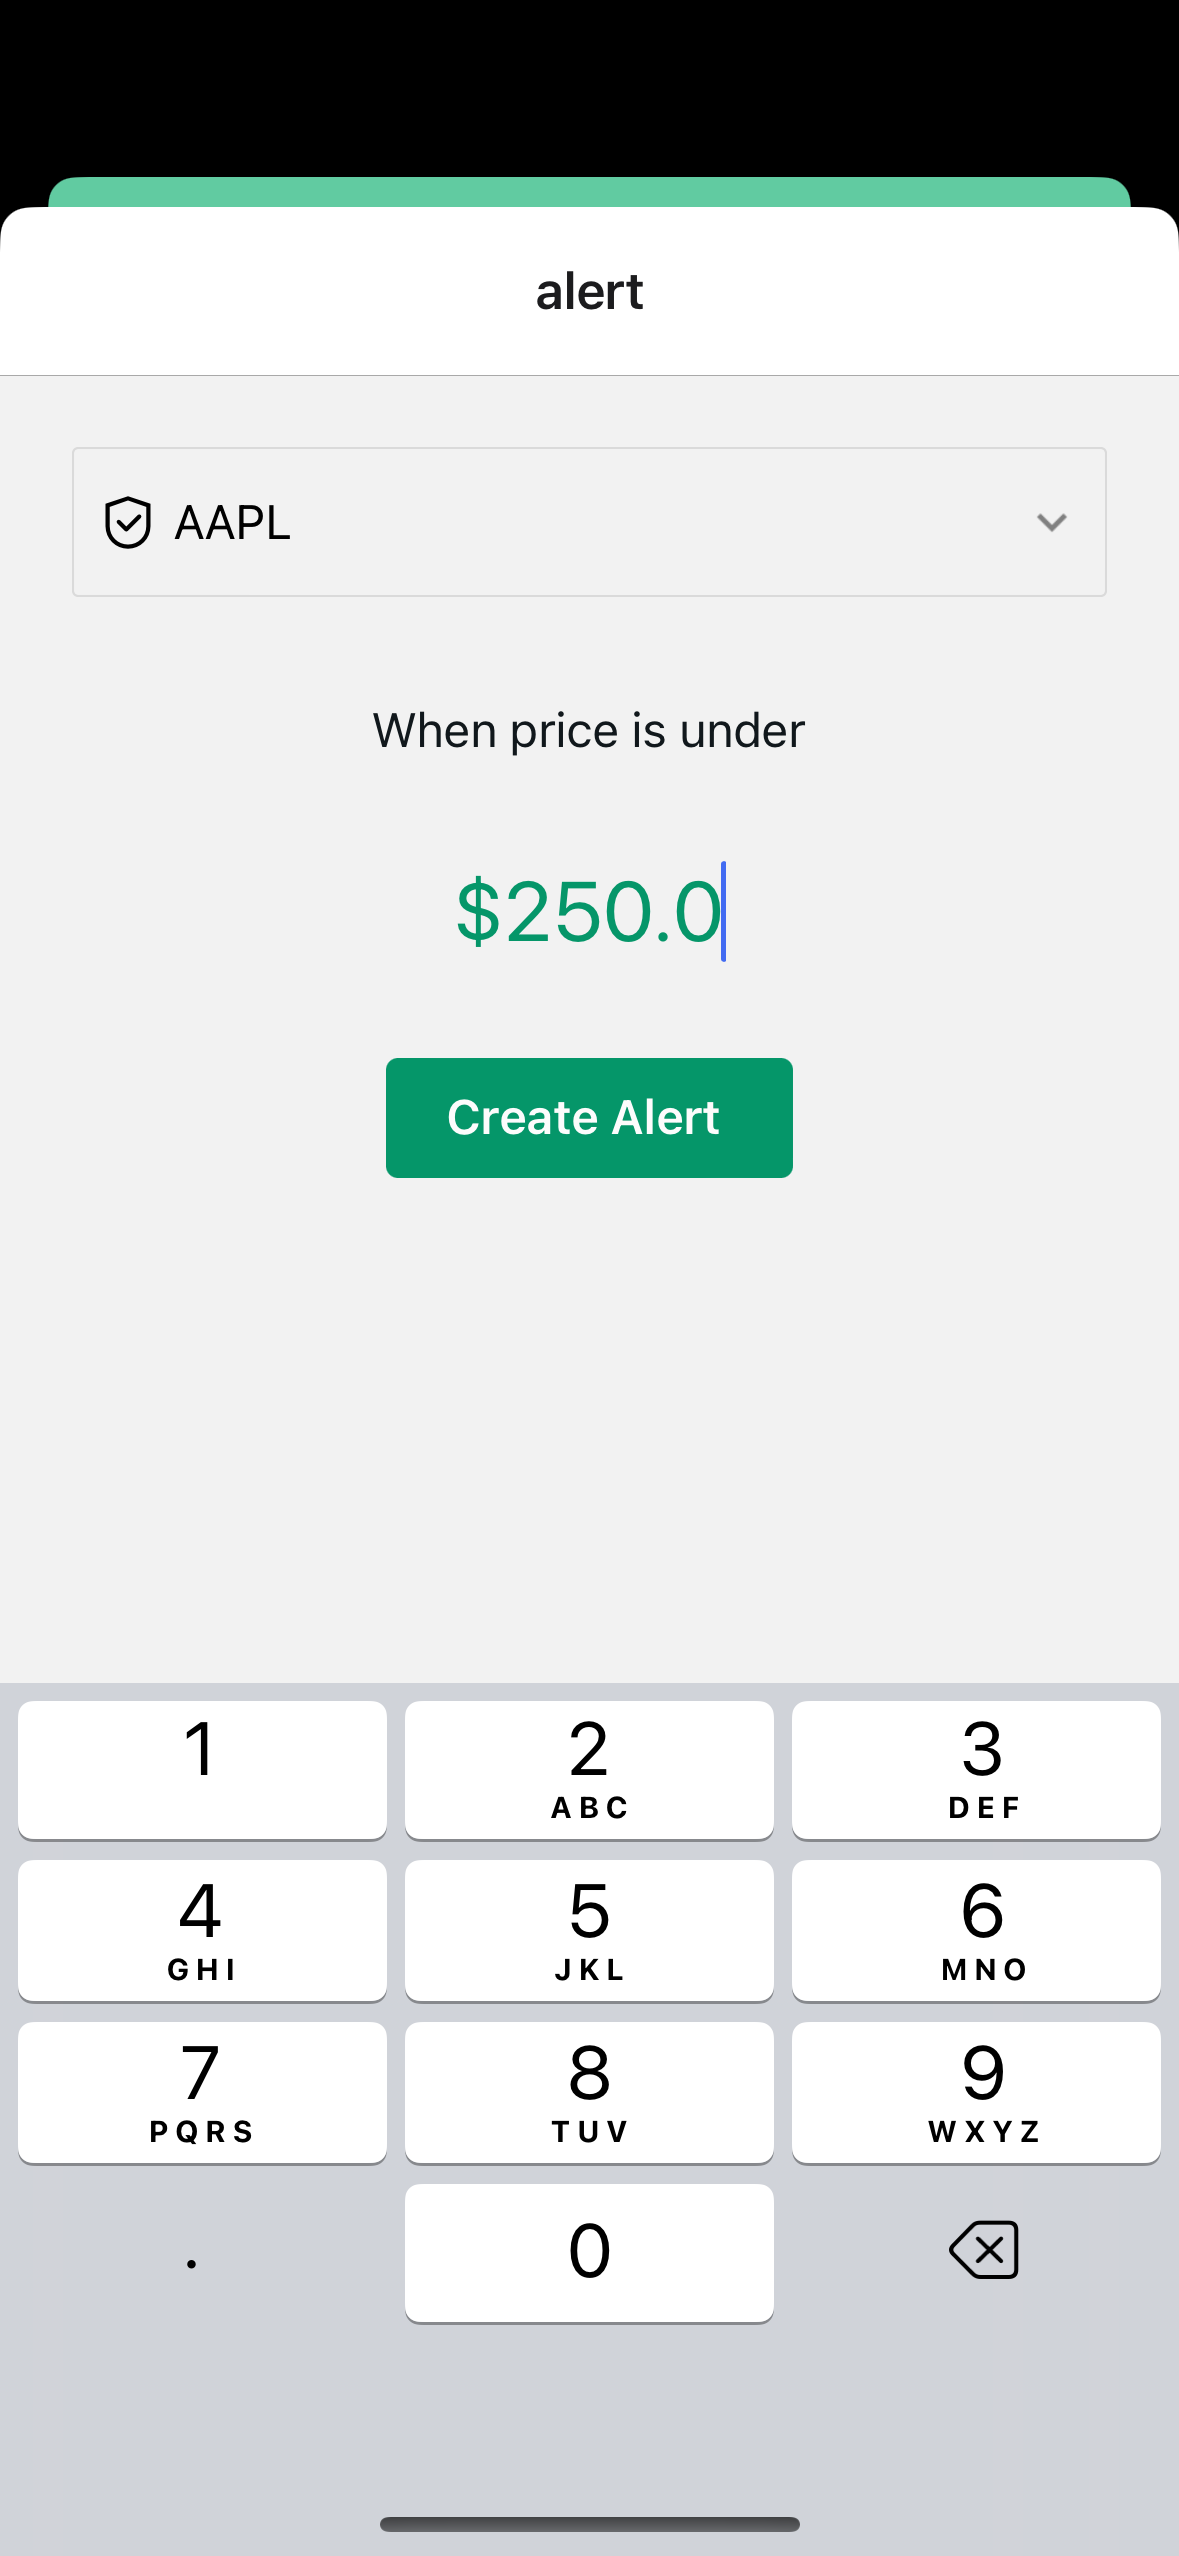 alert
AAPL
When price is under
$250.0
Create Alert
1
2
ABC
3
DEF
4
GHI
5
JKL
6
MNO
7
PQRS
8
TUV
9
WXYZ
.
0